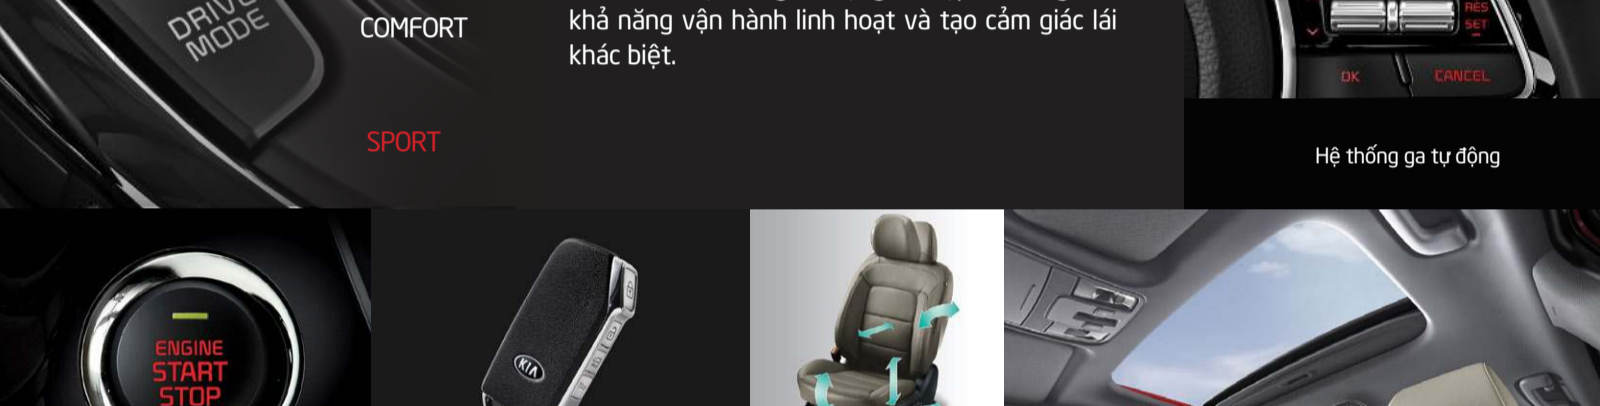 DRIVE
MODE
COMFORT
SPORT
khả năng vận hành linh hoạt và tạo cảm giác lái
khác biệt.
RES
SET
OK
CANCEL
Hệ thống ga tự động
ENGINE
START
STOP
KIA